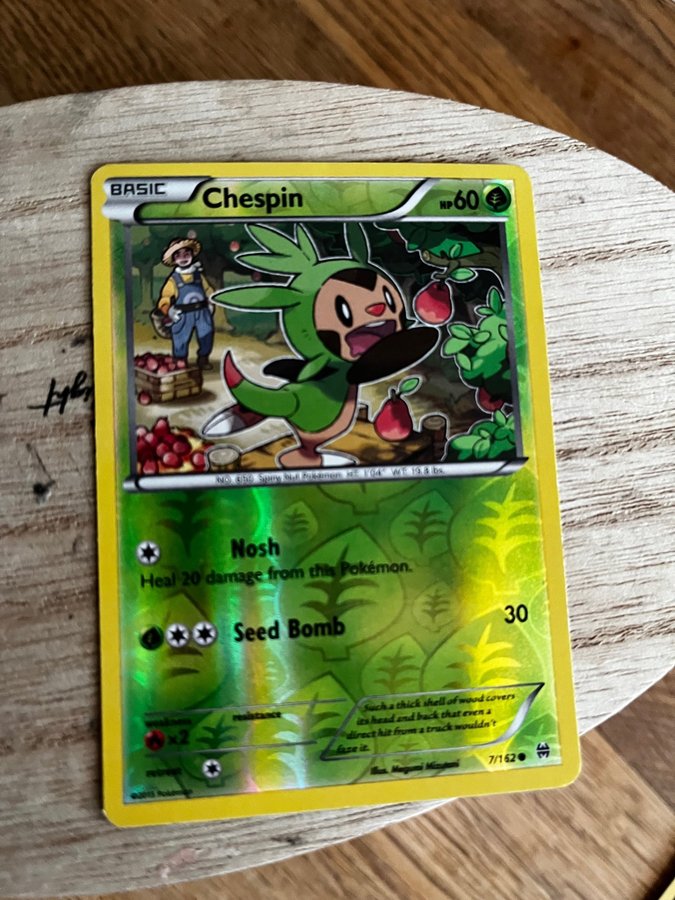 BASIC Chespin HP60
NO. 650 Spiny Nut Pokémon HT: 1'04" WT: 19.8 lbs.
Nosh
Heal 20 damage from this Pokémon.
Seed Bomb 30
weakness resistance
×2
Such a thick shell of wood covers
its head and back that even a
direct hit from a truck wouldn't
faze it.
retreat
Illus. Megumi Mizutani
7/162
©2015 Pokémon